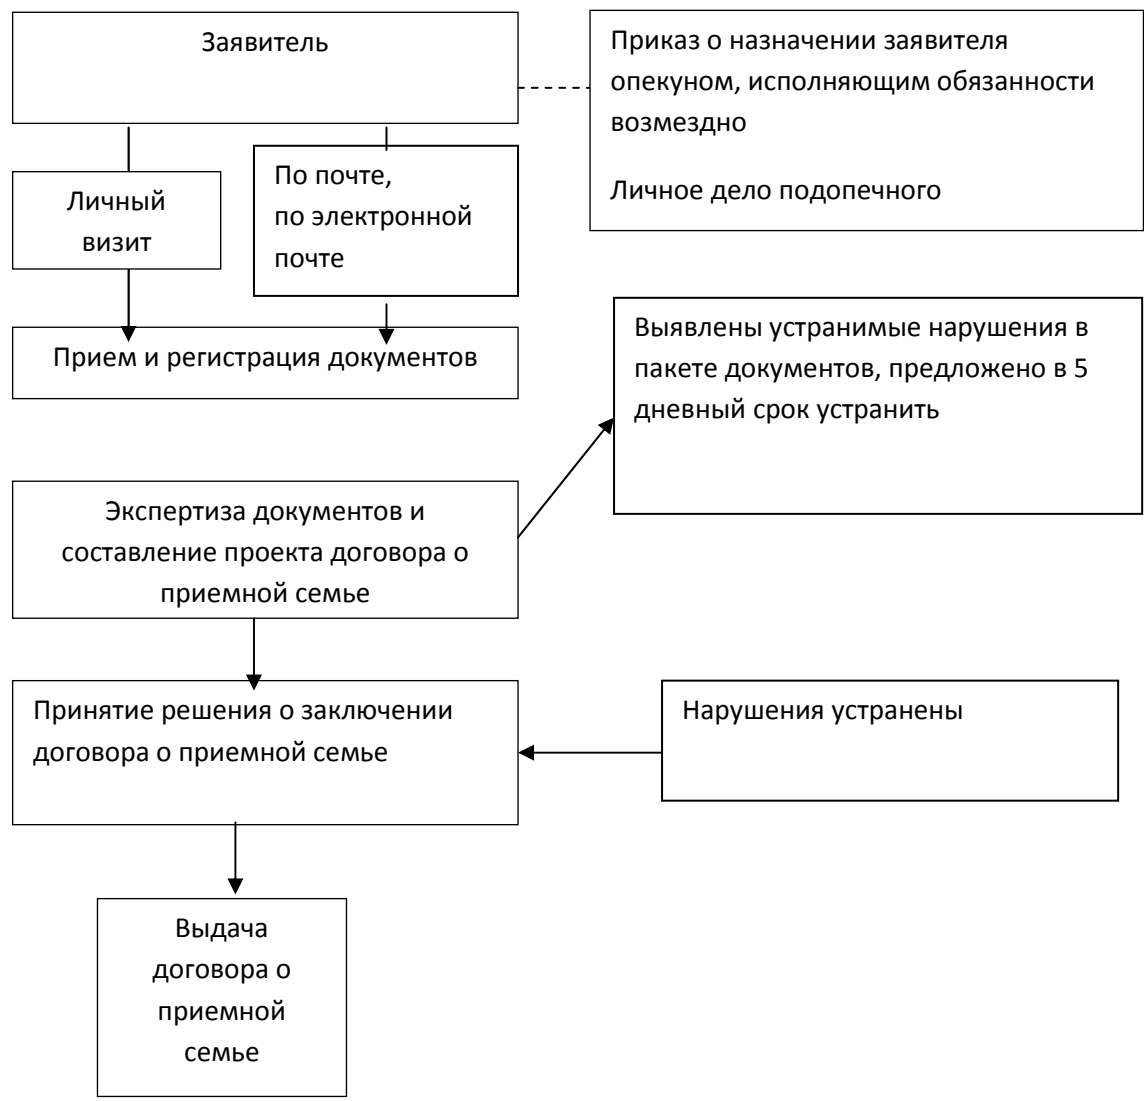 Заявитель
Приказ о назначении заявителя
опекуном, исполняющим обязанности
возмездно
Личное дело подопечного
Личный
визит
По почте,
по электронной
почте
Прием и регистрация документов
Выявлены устранимые нарушения в
пакете документов, предложено в 5
дневный срок устранить
Экспертиза документов и
составление проекта договора о
приемной семье
Принятие решения о заключении
договора о приемной семье
Нарушения устранены
Выдача
договора о
приемной
семье